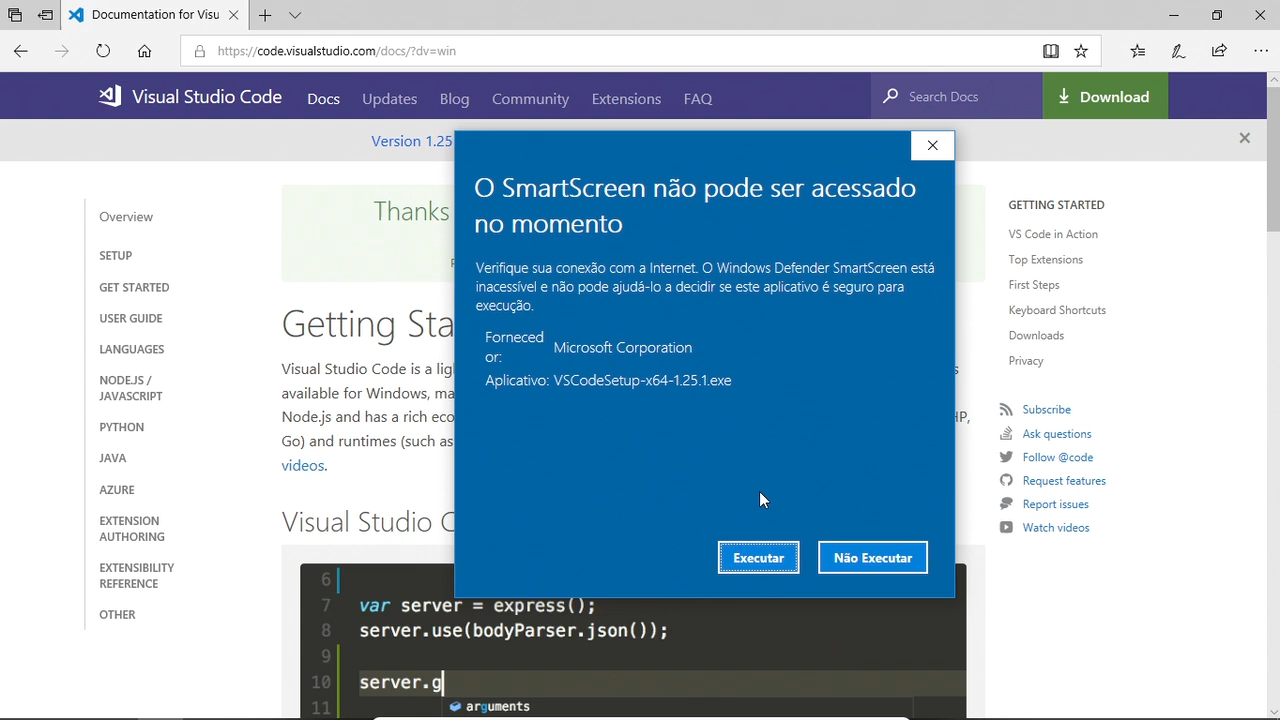 Documentation for Visu
https://code.visualstudio.com/docs/?dv=win
Visual Studio Code
Docs
Updates
Blog
Community
Extensions
FAQ
Search Docs
Download
Version 1.25
O SmartScreen não pode ser acessado
no momento
Verifique sua conexão com a Internet. O Windows Defender SmartScreen está
inacessível e não pode ajudá-lo a decidir se este aplicativo é seguro para
execução.
Forneced
or:
Microsoft Corporation
Aplicativo: VSCodeSetup-x64-1.25.1.exe
Executar
Não Executar
Overview
SETUP
GET STARTED
USER GUIDE
LANGUAGES
NODE.JS /
JAVASCRIPT
PYTHON
JAVA
AZURE
EXTENSION
AUTHORING
EXTENSIBILITY
REFERENCE
OTHER
Thanks
Getting Sta
Visual Studio Code is a lig
available for Windows, ma
Node.js and has a rich eco
HP,
Go) and runtimes (such as
videos.
Visual Studio C
6
7 var server = express();
8 server.use(bodyParser.json());
9
10 server.g
11 arguments
GETTING STARTED
VS Code in Action
Top Extensions
First Steps
Keyboard Shortcuts
Downloads
Privacy
Subscribe
Ask questions
Follow @code
Request features
Report issues
Watch videos